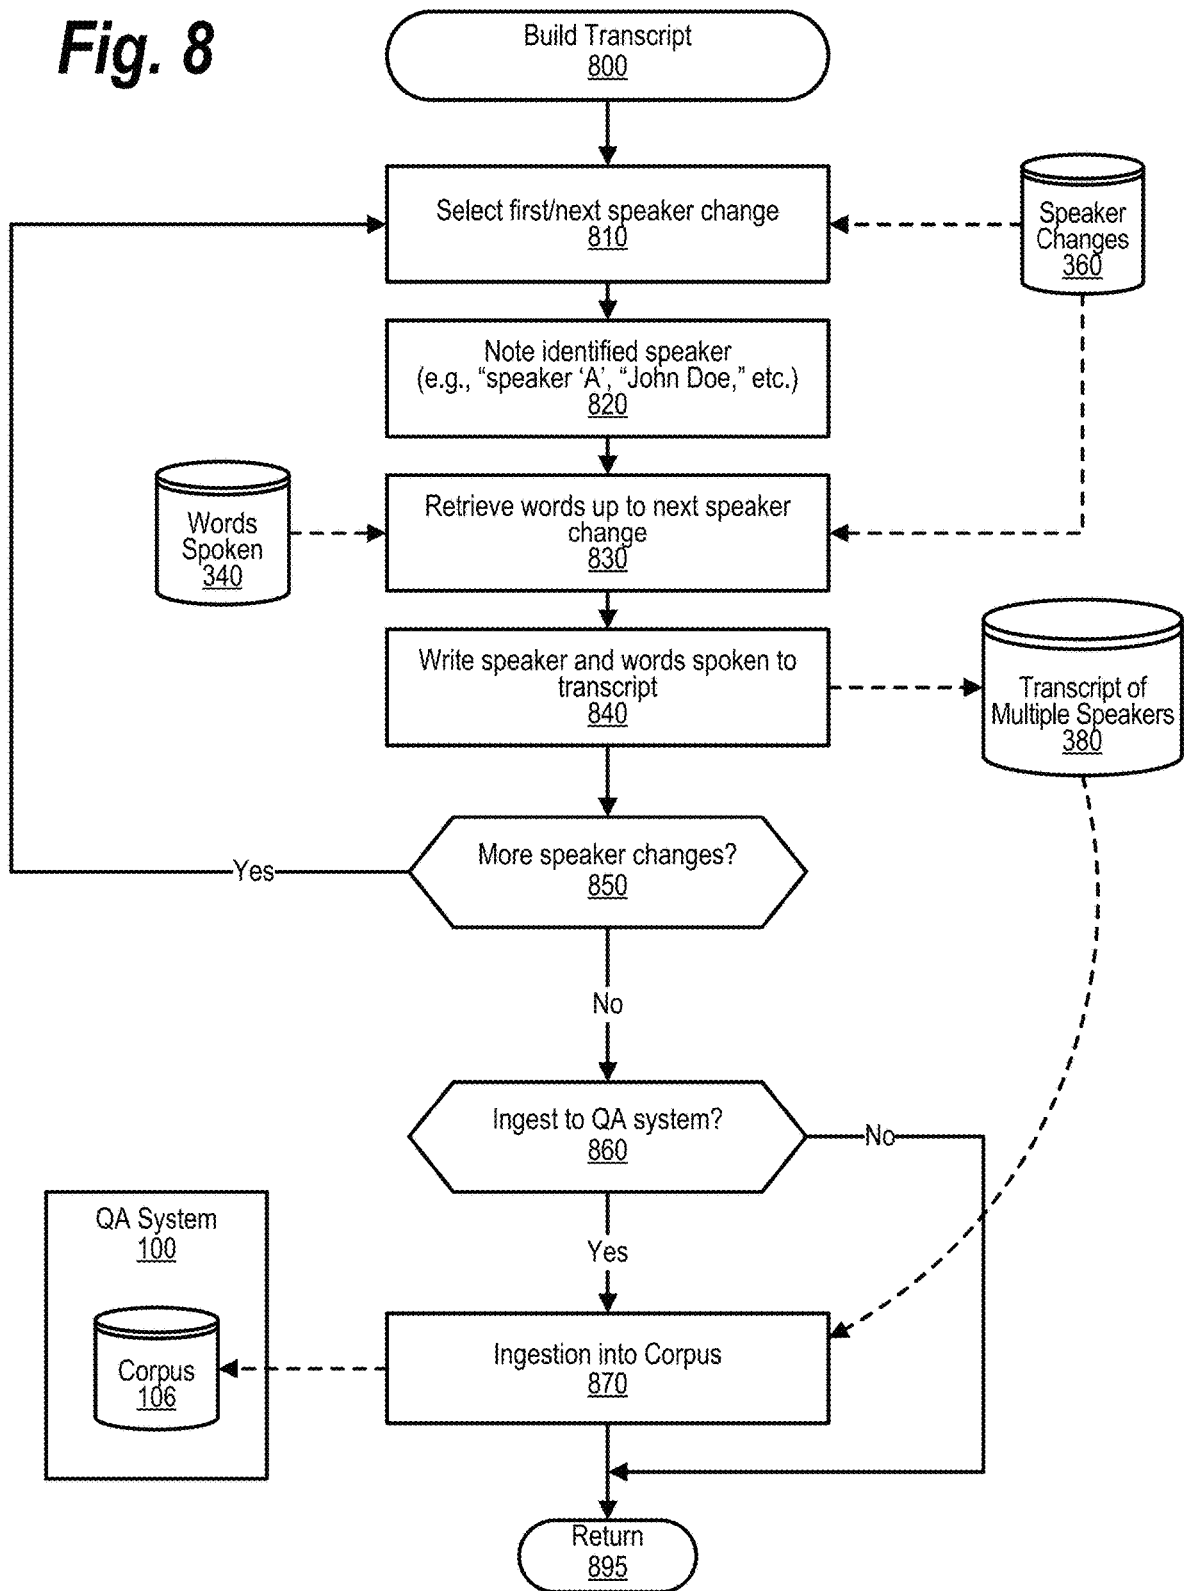 Fig. 8
Build Transcript
800
Select first/next speaker change
810
Speaker
Changes
360
Note identified speaker
(e.g., “speaker ‘A’, “John Doe,” etc.)
820
Words
Spoken
340
Retrieve words up to next speaker
change
830
Write speaker and words spoken to
transcript
840
Transcript of
Multiple Speakers
380
More speaker changes?
850
Yes
No
Ingest to QA system?
860
No
Yes
QA System
100
Corpus
106
Ingestion into Corpus
870
Return
895